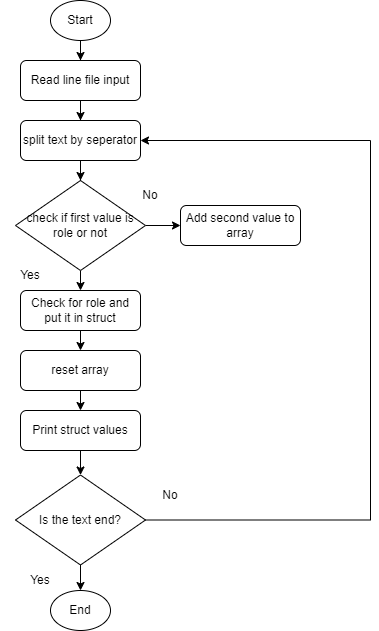 Start
Read line file input
split text by seperator
No
check if first value is
role or not
Add second value to
array
Yes
Check for role and
put it in struct
reset array
Print struct values
No
Is the text end?
Yes
End